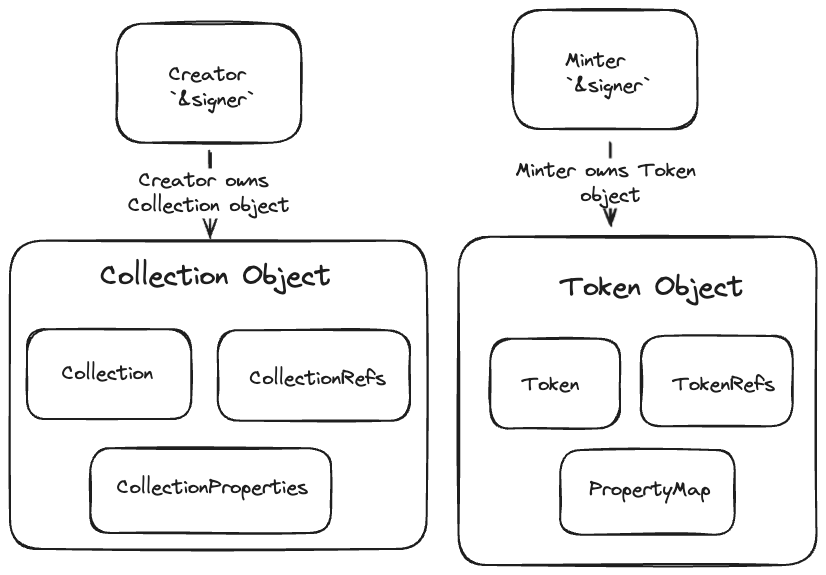 Creator
`&signer`
Creator owns
Collection object
Collection Object
Collection
CollectionRefs
CollectionProperties
Minter
`&signer`
Minter owns Token
object
Token Object
Token
TokenRefs
PropertyMap